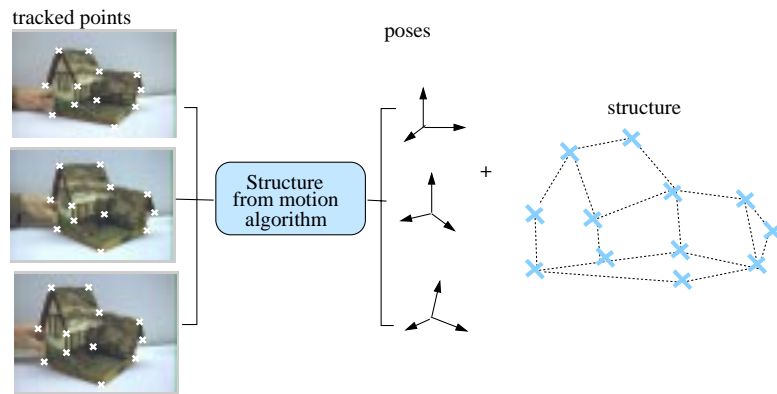 tracked points
poses
structure
+
Structure
from motion
algorithm